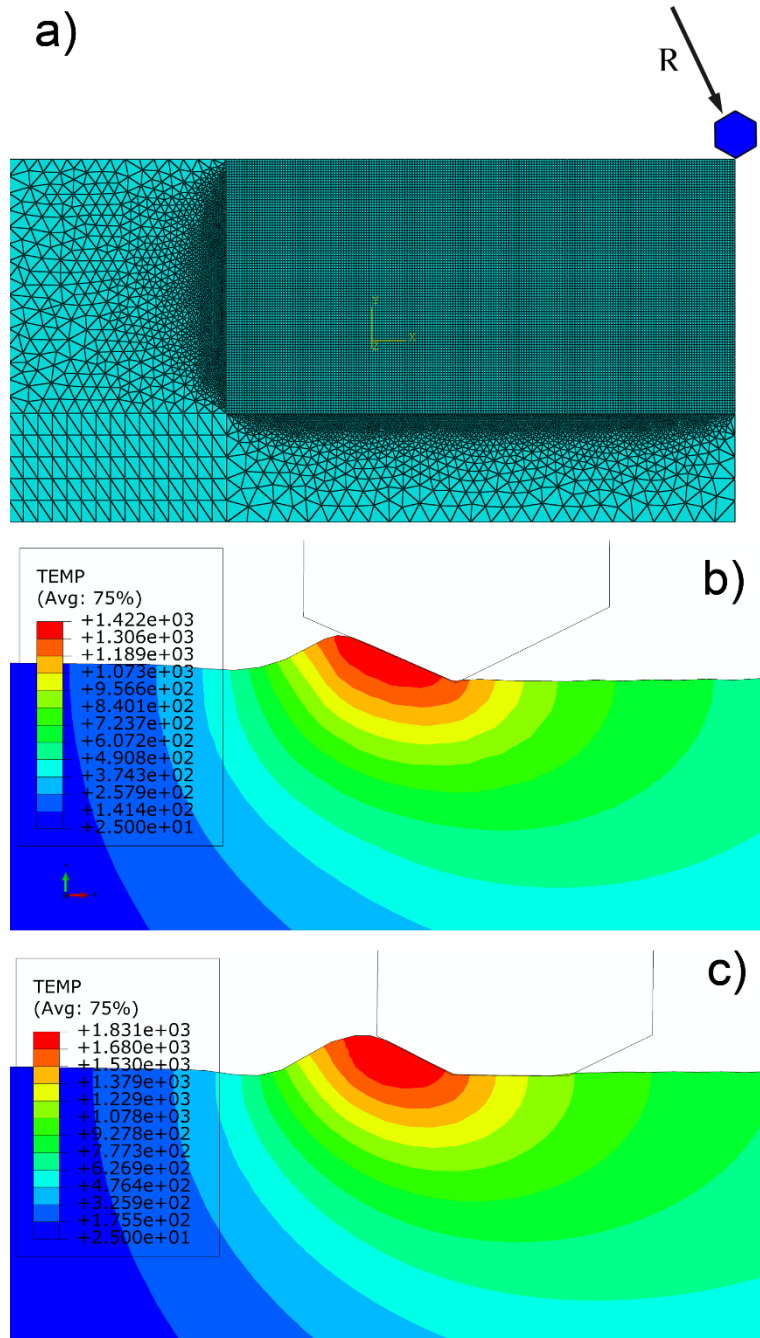 a)
R
Y
Z X
b)
TEMP
(Avg: 75%)
+1.422e+03
+1.306e+03
+1.189e+03
+1.073e+03
+9.566e+02
+8.401e+02
+7.237e+02
+6.072e+02
+4.908e+02
+3.743e+02
+2.579e+02
+1.414e+02
+2.500e+01
c)
TEMP
(Avg: 75%)
+1.831e+03
+1.680e+03
+1.530e+03
+1.379e+03
+1.229e+03
+1.078e+03
+9.278e+02
+7.773e+02
+6.269e+02
+4.764e+02
+3.259e+02
+1.755e+02
+2.500e+01